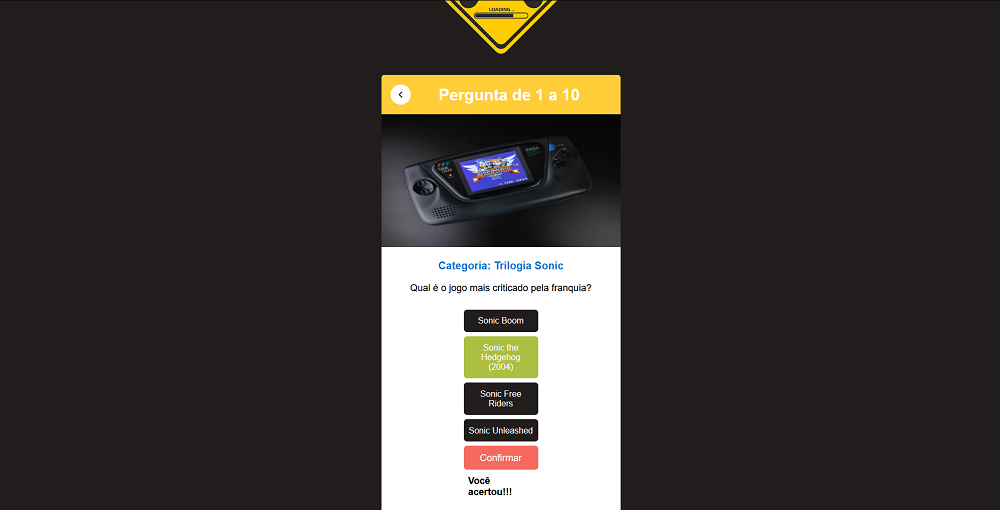 LOADING...
Pergunta de 1 a 10
SEGA
Categoria: Trilogia Sonic
Qual é o jogo mais criticado pela franquia?
Sonic Boom
Sonic the
Hedgehog
(2004)
Sonic Free
Riders
Sonic Unleashed
Confirmar
Você
acertou!!!